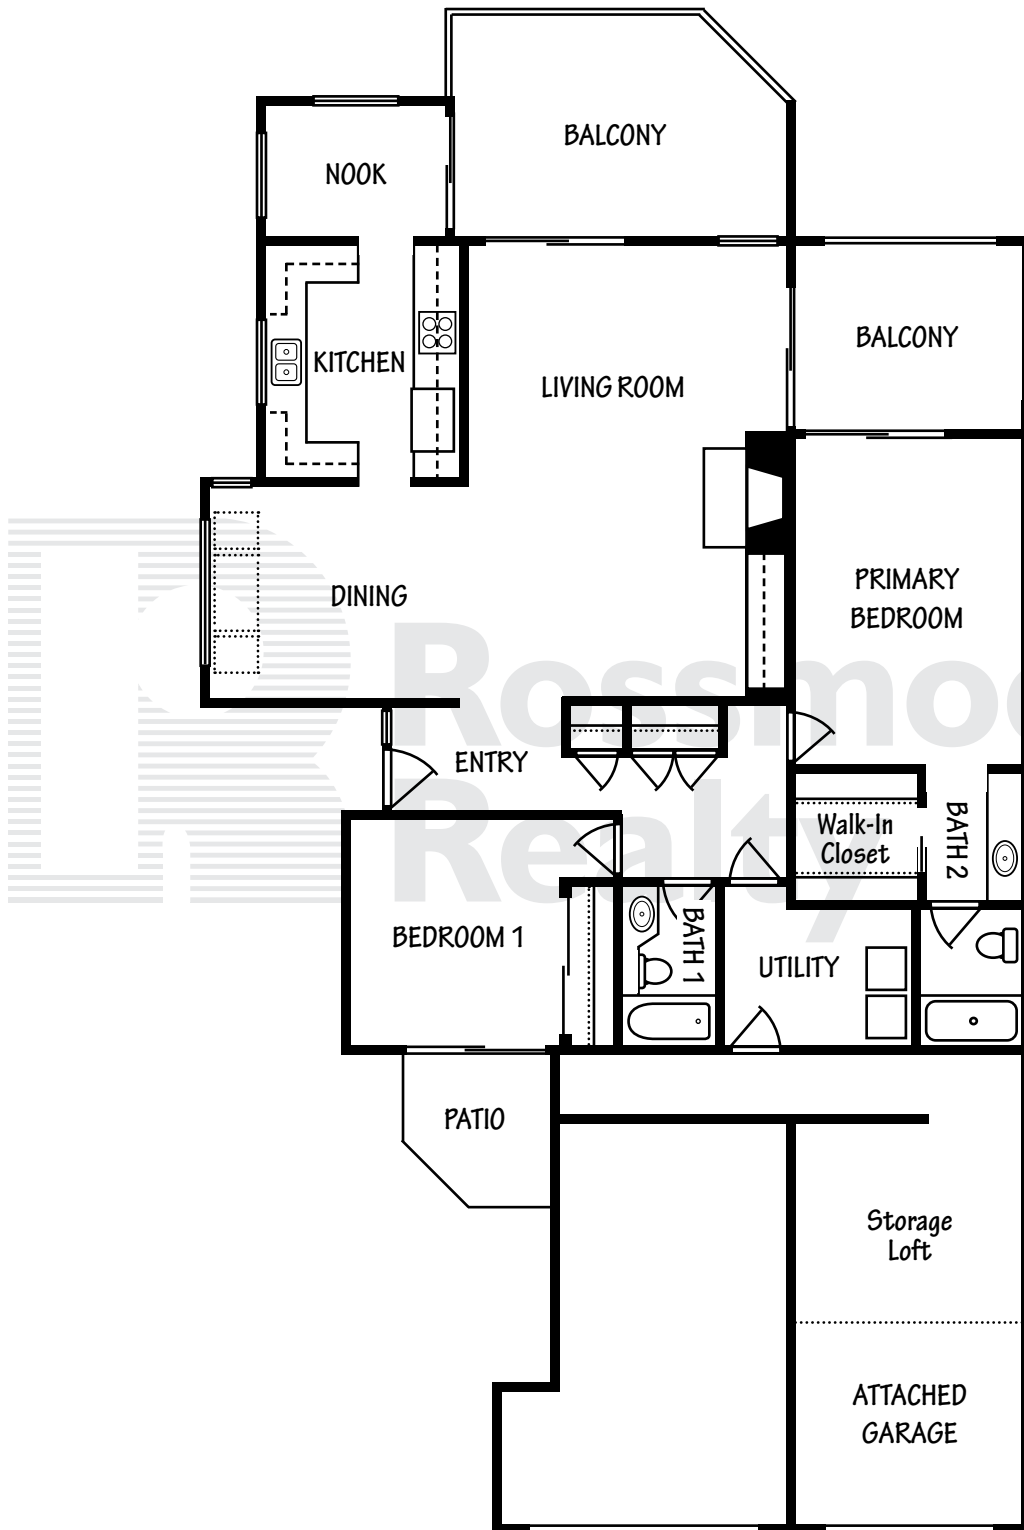 BALCONY
NOOK
BALCONY
KITCHEN
LIVING ROOM
PRIMARY
BEDROOM
DINING
Rossmoo
ENTRY
Realty
Walk-In
Closet
BATH 2
BEDROOM 1
BATH 1
UTILITY
PATIO
Storage
Loft
ATTACHED
GARAGE